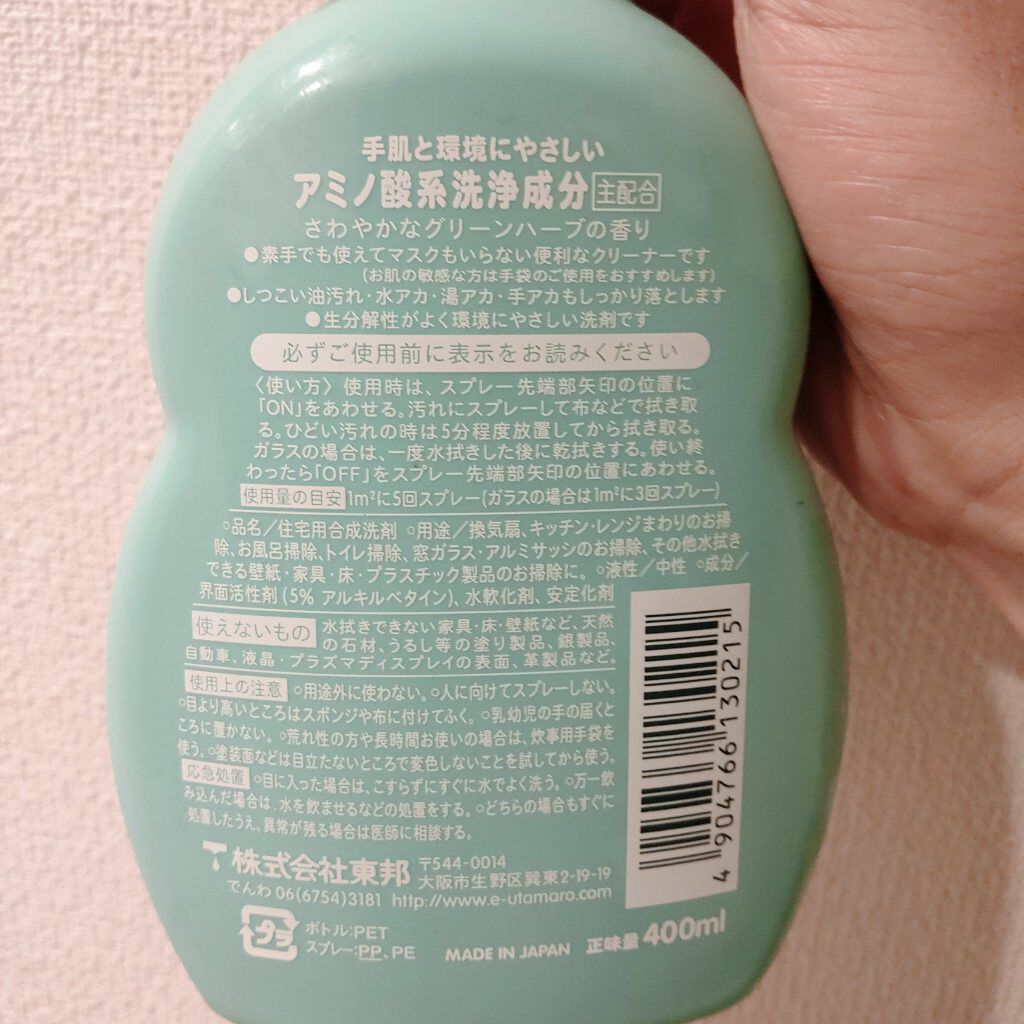 手肌と環境にやさしい
アミノ酸系洗浄成分 主配合
さわやかなグリーンハーブの香り
●素手でも使えてマスクもいらない便利なクリーナーです
(お肌の敏感な方は手袋のご使用をおすすめします)
●しつこい油汚れ・水アカ・湯アカ・手アカもしっかり落とします
●生分解性がよく環境にやさしい洗剤です
必ずご使用前に表示をお読みください
〈使い方〉使用時は、スプレー先端部矢印の位置に
「ON」をあわせる。汚れにスプレーして布などで拭き取
る。ひどい汚れの時は5分程度放置してから拭き取る。
ガラスの場合は、一度水拭きした後に乾拭きする。使い終
わったら「OFF」をスプレー先端部矢印の位置にあわせる。
使用量の目安 1m²に5回スプレー(ガラスの場合は1m²に3回スプレー)
○品名／住宅用合成洗剤 ○用途／換気扇、キッチン・レンジまわりのお掃
除、お風呂掃除、トイレ掃除、窓ガラス・アルミサッシのお掃除、その他水拭き
できる壁紙・家具・床・プラスチック製品のお掃除に。 ○液性／中性 ○成分／
界面活性剤(5% アルキルベタイン)、水軟化剤、安定化剤
使えないもの 水拭きできない家具・床・壁紙など、天然
の石材、うるし等の塗り製品、銀製品、
自動車、液晶・プラズマディスプレイの表面、革製品など。
使用上の注意 ○用途外に使わない。○人に向けてスプレーしない。
○目より高いところはスポンジや布に付けてふく。○乳幼児の手の届くと
ころに置かない。○荒れ性の方や長時間お使いの場合は、炊事用手袋を
使う。○塗装面などは目立たないところで変色しないことを試してから使う。
応急処置 ○目に入った場合は、こすらずにすぐに水でよく洗う。○万一飲
み込んだ場合は、水を飲ませるなどの処置をする。○どちらの場合もすぐに
処置したうえ、異常が残る場合は医師に相談する。
株式会社東邦 〒544-0014
大阪市生野区巽東2-19-19
でんわ 06(6754)3181 http://www.e-utamaro.com
プラ ボトル:PET
スプレー:PP、PE
MADE IN JAPAN 正味量 400ml
4 904766 130215